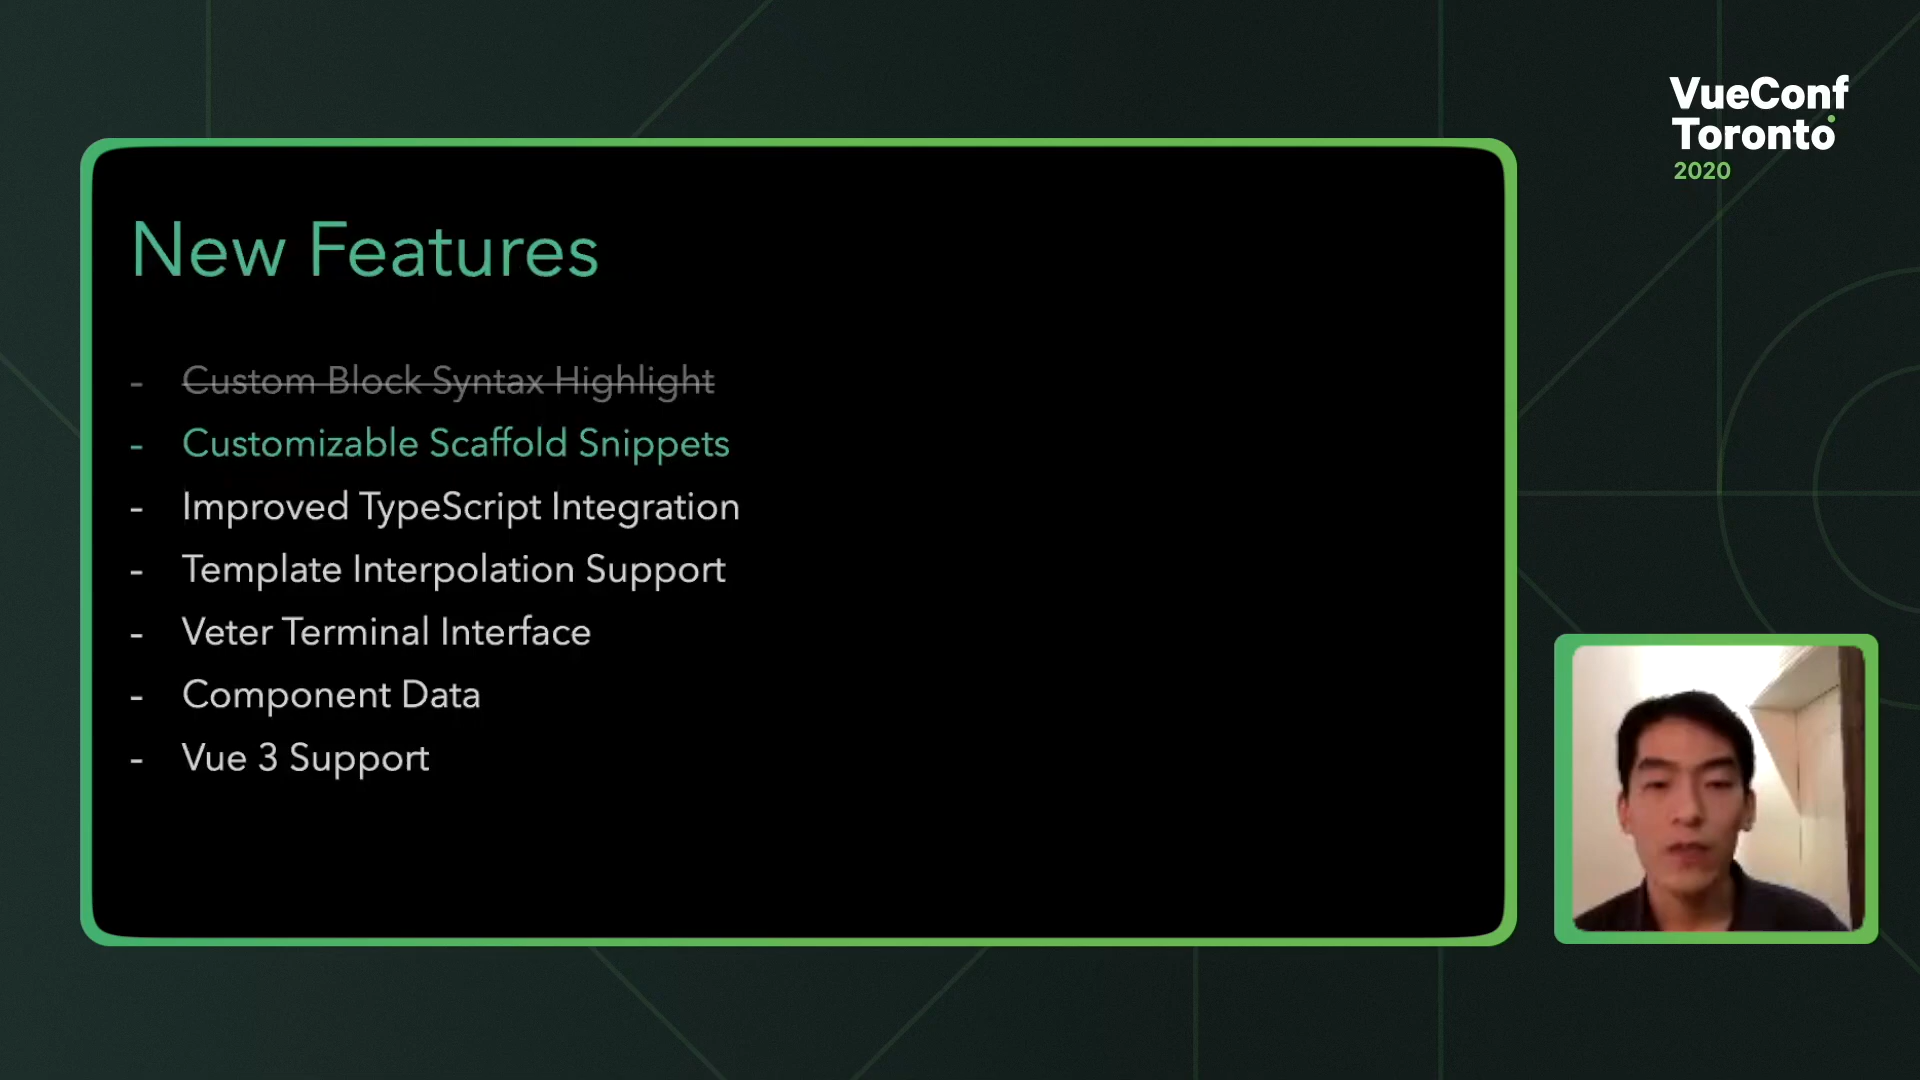 VueConf
Toronto
2020
New Features
- Custom Block Syntax Highlight
- Customizable Scaffold Snippets
- Improved TypeScript Integration
- Template Interpolation Support
- Veter Terminal Interface
- Component Data
- Vue 3 Support